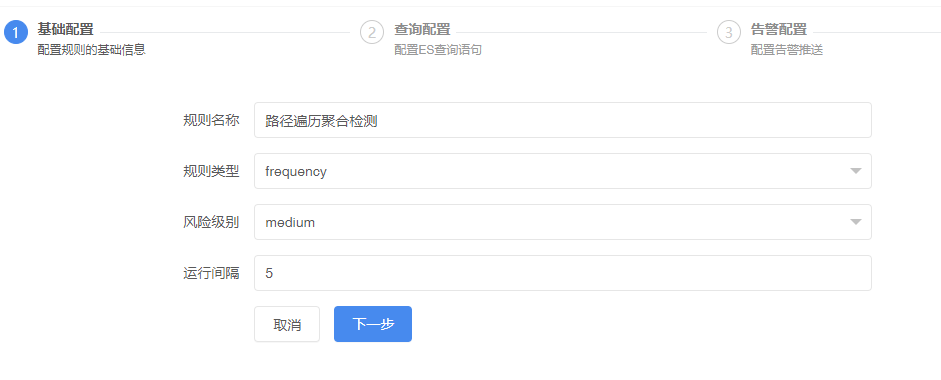 1 基础配置
配置规则的基础信息
2 查询配置
配置ES查询语句
3 告警配置
配置告警推送
规则名称 路径遍历聚合检测
规则类型 frequency
风险级别 medium
运行间隔 5
取消 下一步